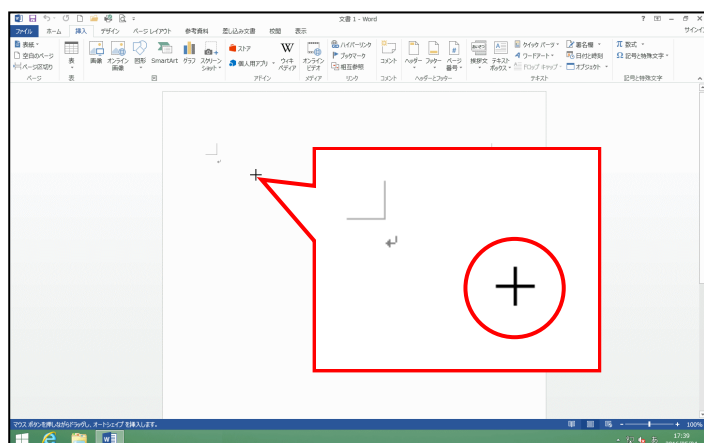 文書 1 - Word
ファイル ホーム 挿入 デザイン ページ レイアウト 参考資料 差し込み文書 校閲 表示
サインイン
表紙
空白のページ
ページ区切り
ページ
表
表
画像
オンライン
画像
図形
SmartArt
グラフ
スクリーン
ショット
図
ストア
個人用アプリ
W
ウィキ
ペディア
アドイン
オンライン
ビデオ
メディア
ハイパーリンク
ブックマーク
相互参照
リンク
コメント
コメント
ヘッダー
フッター
ページ
番号
ヘッダーとフッター
挨拶文
テキスト
ボックス
クイック パーツ
ワードアート
ドロップ キャップ
署名欄
日付と時刻
オブジェクト
テキスト
π 数式
Ω 記号と特殊文字
記号と特殊文字
マウス ボタンを押しながらドラッグし、オートシェイプ を挿入します。
100%
17:39